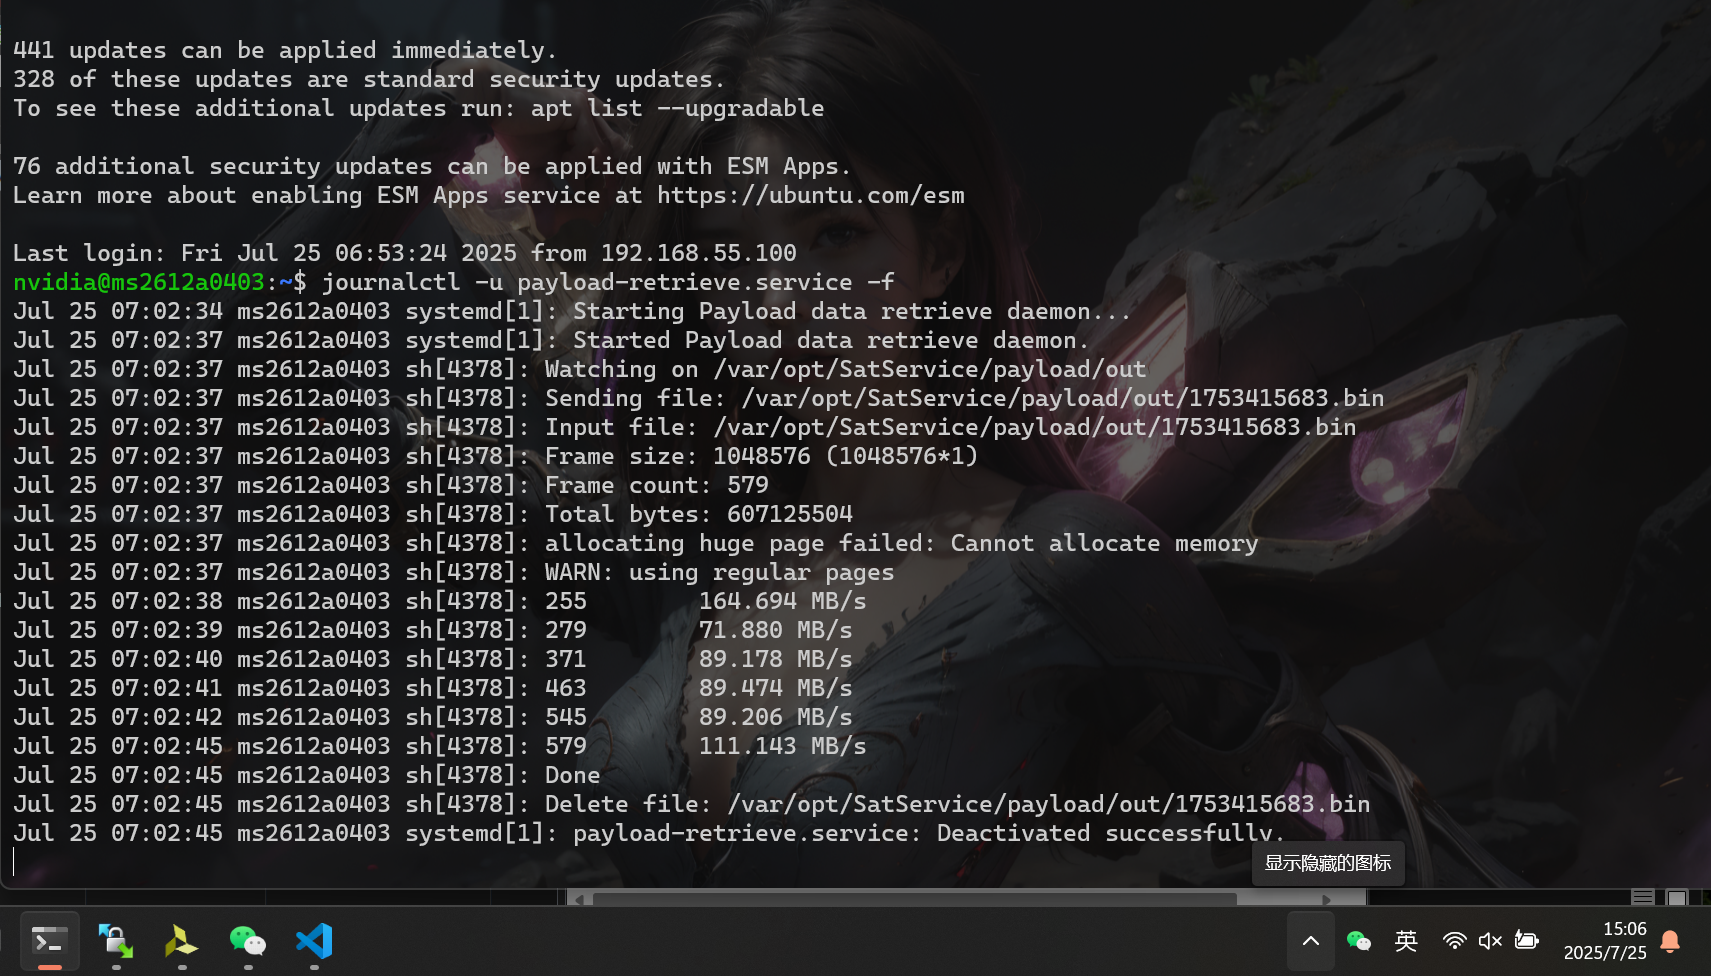 441 updates can be applied immediately.
328 of these updates are standard security updates.
To see these additional updates run: apt list --upgradable
76 additional security updates can be applied with ESM Apps.
Learn more about enabling ESM Apps service at https://ubuntu.com/esm
Last login: Fri Jul 25 06:53:24 2025 from 192.168.55.100
nvidia@ms2612a0403:~$ journalctl -u payload-retrieve.service -f
Jul 25 07:02:34 ms2612a0403 systemd[1]: Starting Payload data retrieve daemon...
Jul 25 07:02:37 ms2612a0403 systemd[1]: Started Payload data retrieve daemon.
Jul 25 07:02:37 ms2612a0403 sh[4378]: Watching on /var/opt/SatService/payload/out
Jul 25 07:02:37 ms2612a0403 sh[4378]: Sending file: /var/opt/SatService/payload/out/1753415683.bin
Jul 25 07:02:37 ms2612a0403 sh[4378]: Input file: /var/opt/SatService/payload/out/1753415683.bin
Jul 25 07:02:37 ms2612a0403 sh[4378]: Frame size: 1048576 (1048576*1)
Jul 25 07:02:37 ms2612a0403 sh[4378]: Frame count: 579
Jul 25 07:02:37 ms2612a0403 sh[4378]: Total bytes: 607125504
Jul 25 07:02:37 ms2612a0403 sh[4378]: allocating huge page failed: Cannot allocate memory
Jul 25 07:02:37 ms2612a0403 sh[4378]: WARN: using regular pages
Jul 25 07:02:38 ms2612a0403 sh[4378]: 255        164.694 MB/s
Jul 25 07:02:39 ms2612a0403 sh[4378]: 279        71.880 MB/s
Jul 25 07:02:40 ms2612a0403 sh[4378]: 371        89.178 MB/s
Jul 25 07:02:41 ms2612a0403 sh[4378]: 463        89.474 MB/s
Jul 25 07:02:42 ms2612a0403 sh[4378]: 545        89.206 MB/s
Jul 25 07:02:45 ms2612a0403 sh[4378]: 579        111.143 MB/s
Jul 25 07:02:45 ms2612a0403 sh[4378]: Done
Jul 25 07:02:45 ms2612a0403 sh[4378]: Delete file: /var/opt/SatService/payload/out/1753415683.bin
Jul 25 07:02:45 ms2612a0403 systemd[1]: payload-retrieve.service: Deactivated successfully.
显示隐藏的图标
英
15:06
2025/7/25